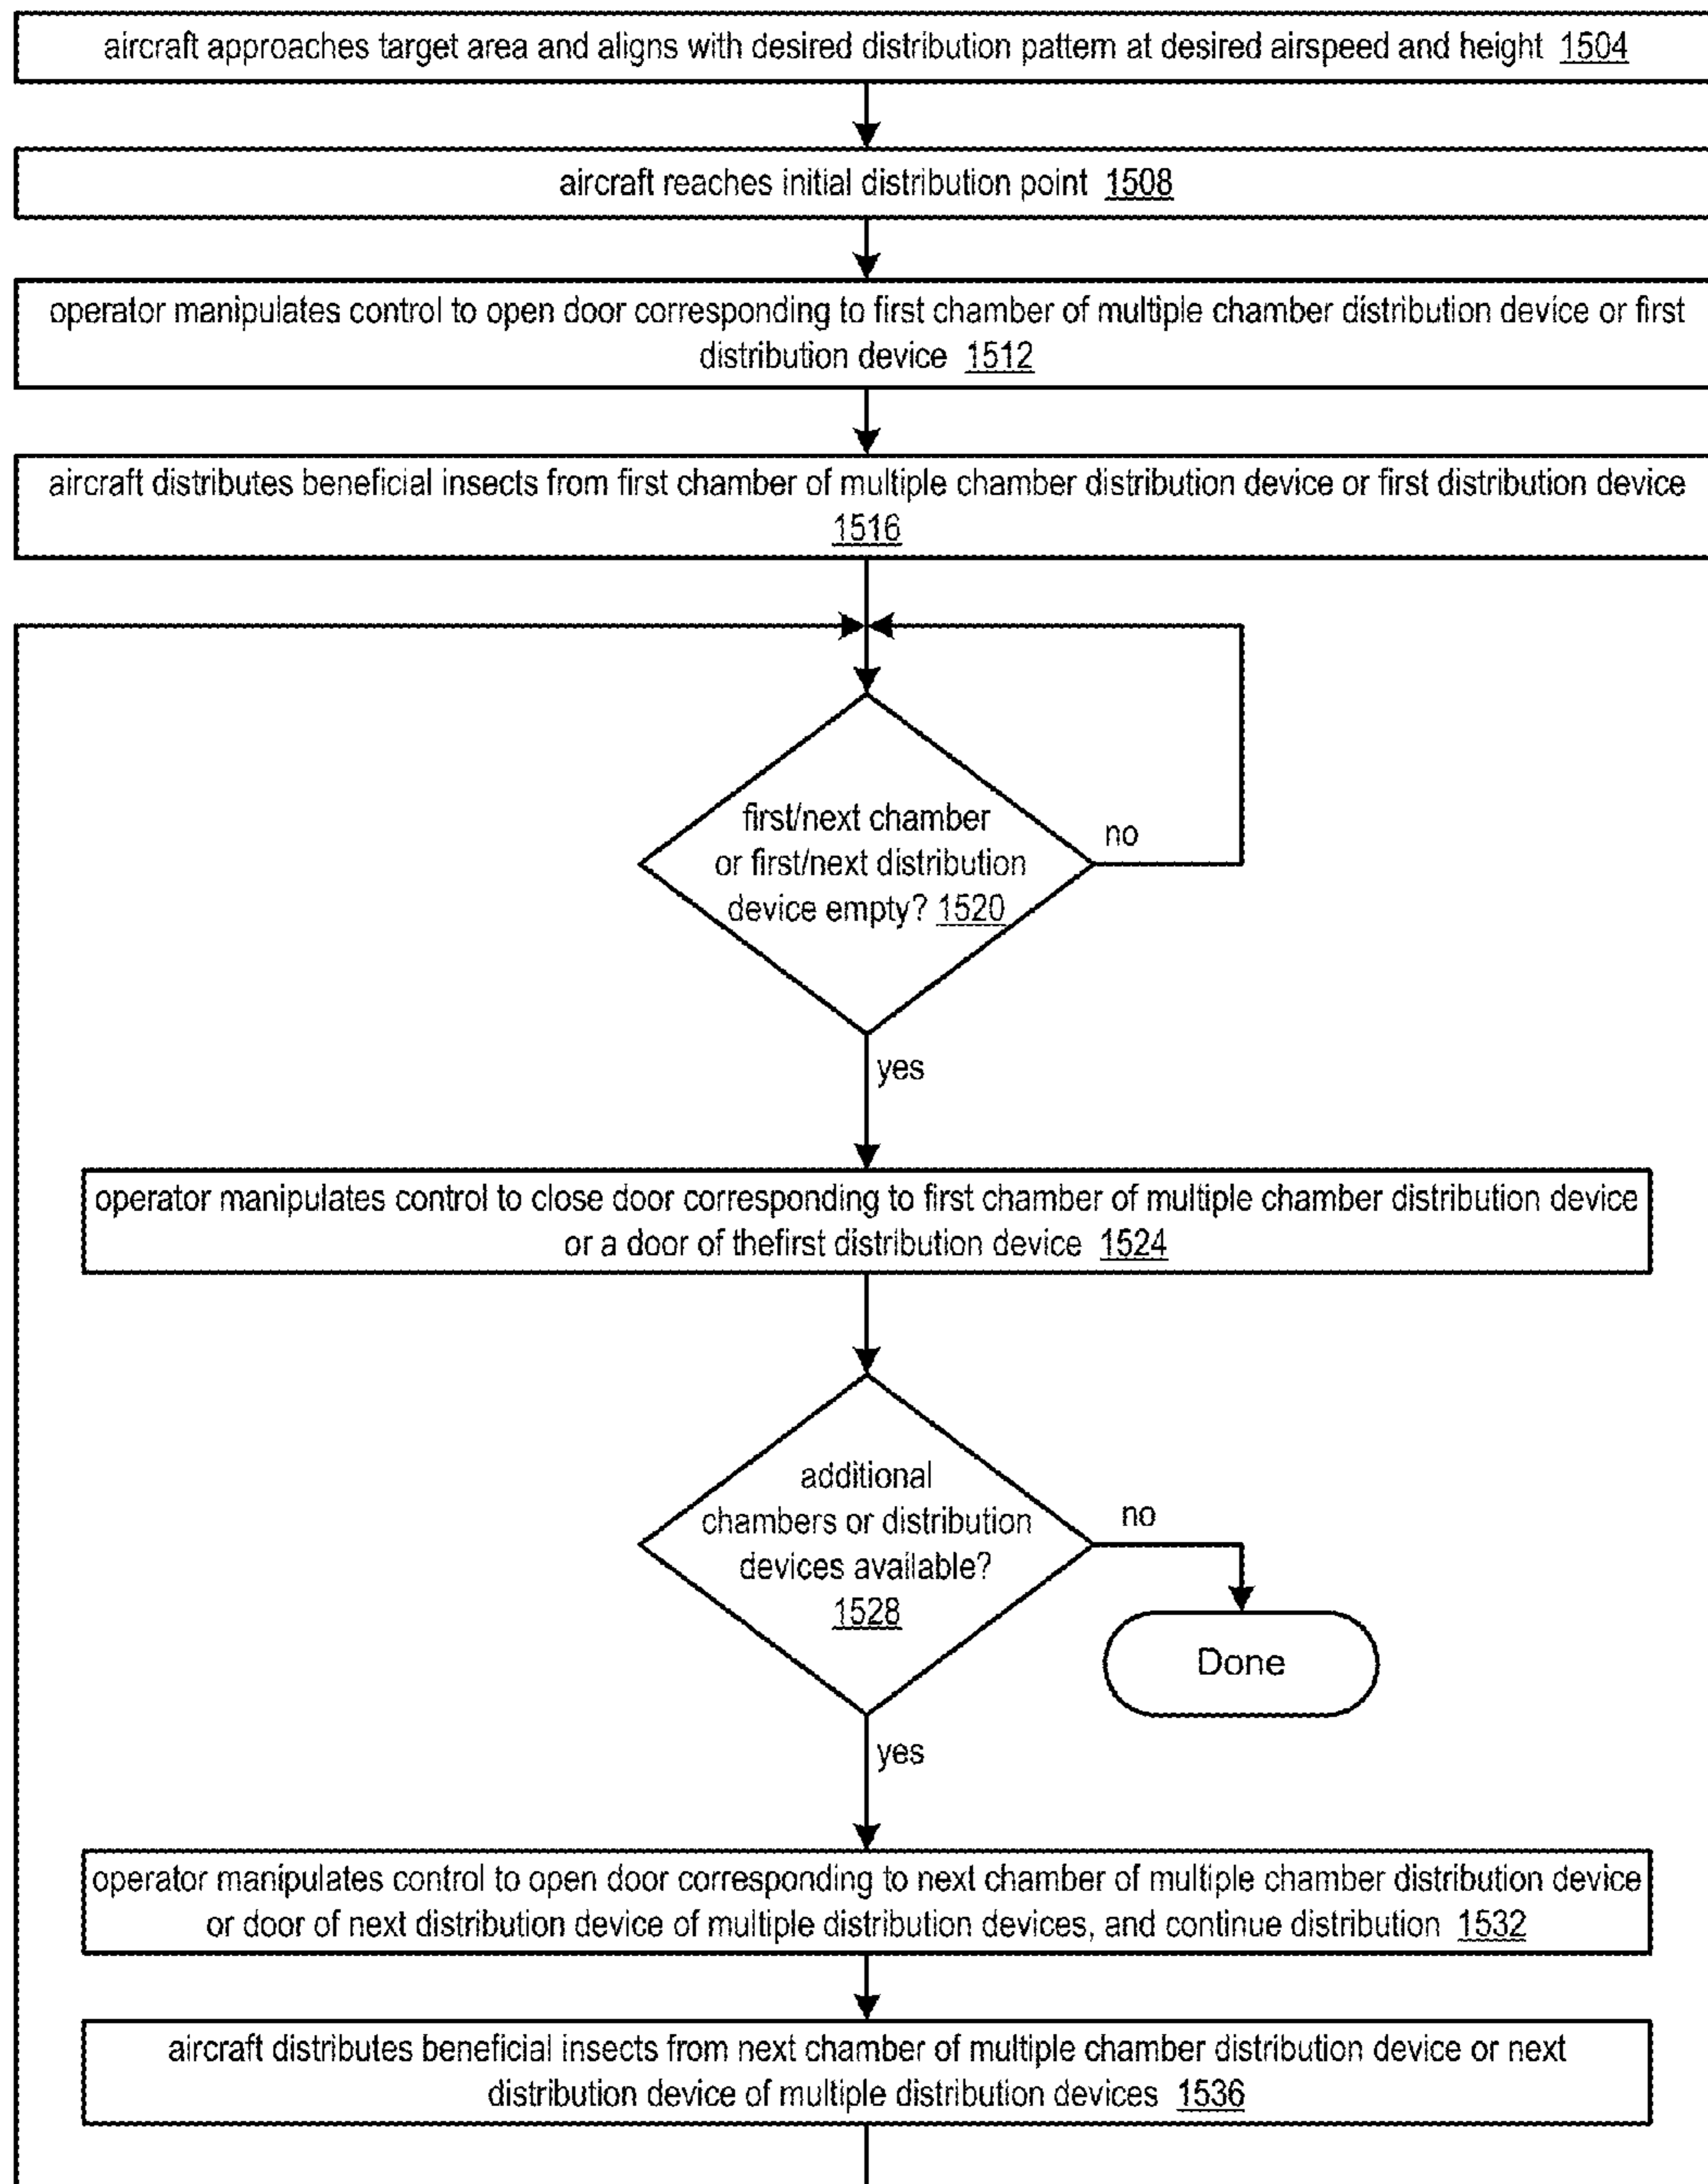 aircraft approaches target area and aligns with desired distribution pattern at desired airspeed and height 1504
aircraft reaches initial distribution point 1508
operator manipulates control to open door corresponding to first chamber of multiple chamber distribution device or first
distribution device 1512
aircraft distributes beneficial insects from first chamber of multiple chamber distribution device or first distribution device
1516
first/next chamber
or first/next distribution
device empty? 1520
no
yes
operator manipulates control to close door corresponding to first chamber of multiple chamber distribution device
or a door of thefirst distribution device 1524
additional
chambers or distribution
devices available?
1528
no
Done
yes
operator manipulates control to open door corresponding to next chamber of multiple chamber distribution device
or door of next distribution device of multiple distribution devices, and continue distribution 1532
aircraft distributes beneficial insects from next chamber of multiple chamber distribution device or next
distribution device of multiple distribution devices 1536